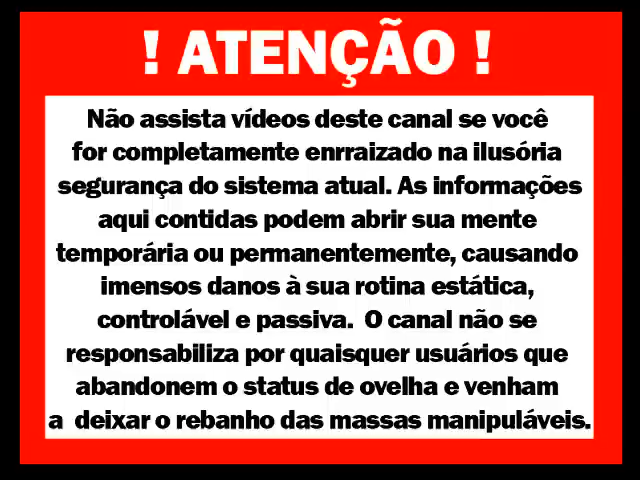 ! ATENÇÃO !
Não assista vídeos deste canal se você
for completamente enrraizado na ilusória
segurança do sistema atual. As informações
aqui contidas podem abrir sua mente
temporária ou permanentemente, causando
imensos danos à sua rotina estática,
controlável e passiva. O canal não se
responsabiliza por quaisquer usuários que
abandonem o status de ovelha e venham
a deixar o rebanho das massas manipuláveis.